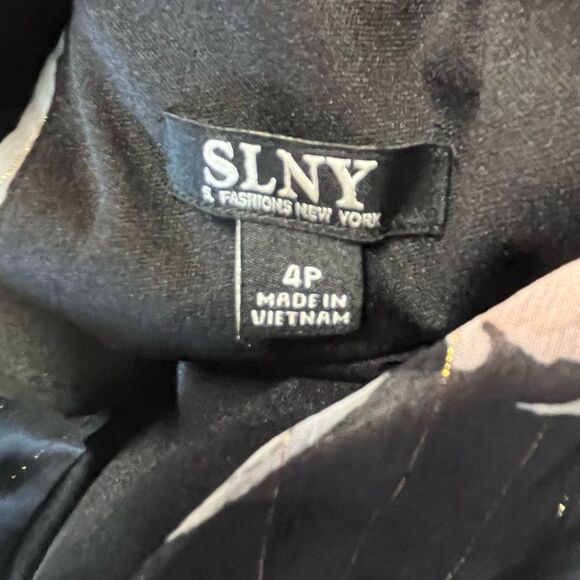 SLNY
S.L. FASHIONS NEW YORK
4P
MADE IN
VIETNAM